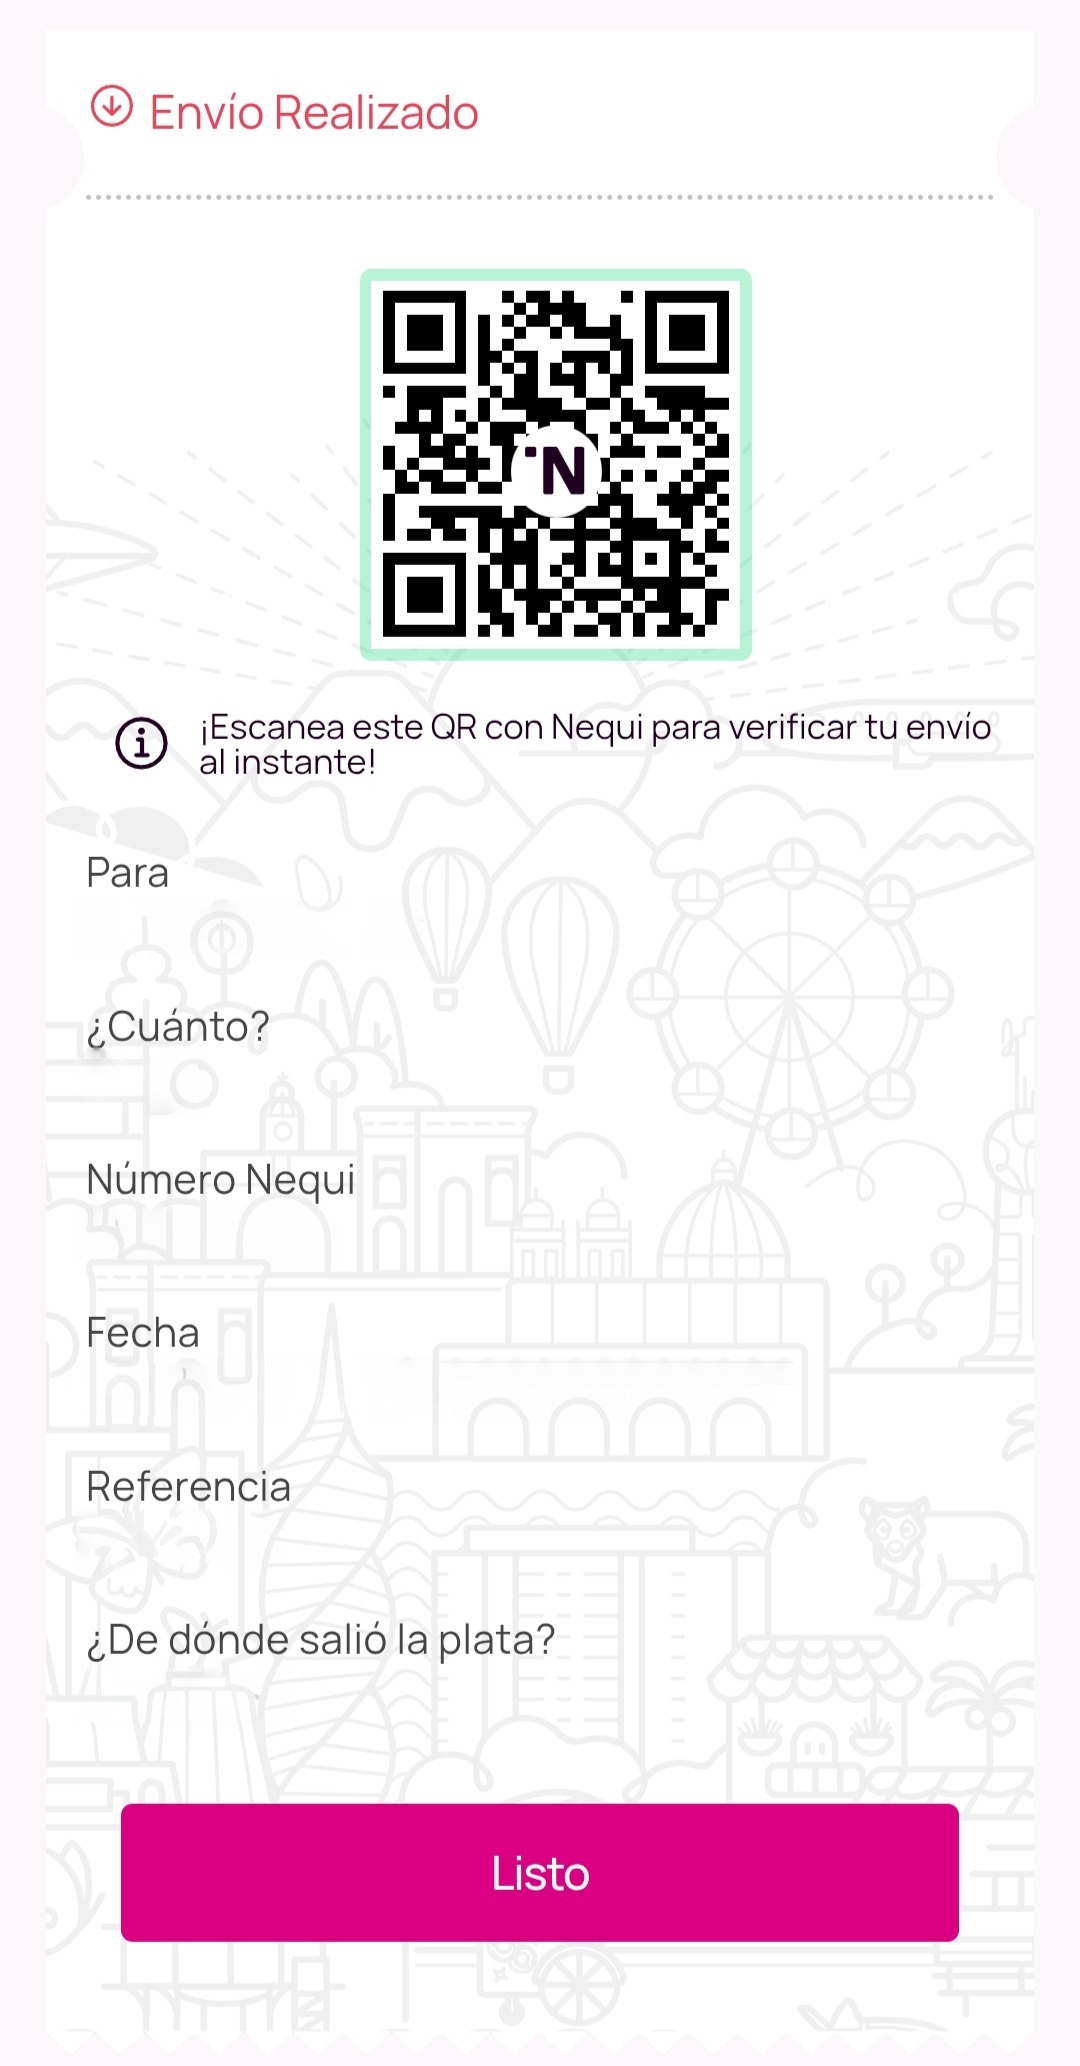 Envío Realizado
N
¡Escanea este QR con Nequi para verificar tu envío
al instante!
Para
¿Cuánto?
Número Nequi
Fecha
Referencia
¿De dónde salió la plata?
Listo